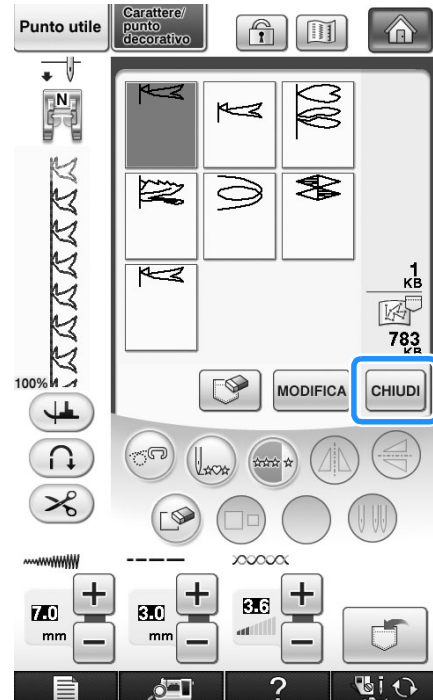 Punto utile
Carattere/
punto
decorativo
N
1
KB
783
KB
100%
MODIFICA
CHIUDI
7.0
mm
3.0
mm
3.6
?
i